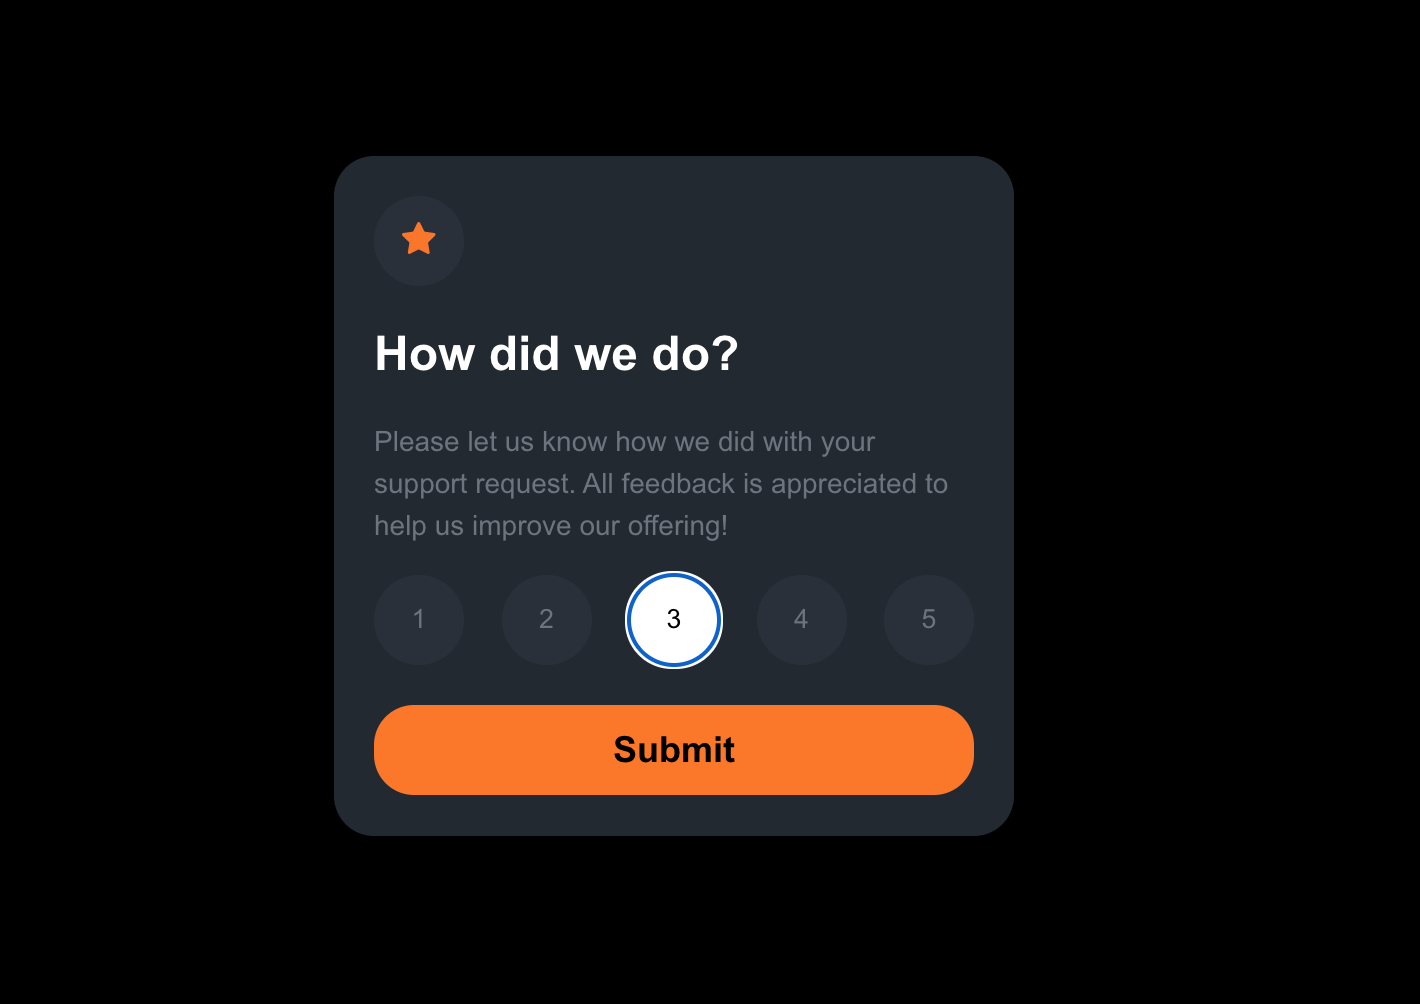 How did we do?
Please let us know how we did with your
support request. All feedback is appreciated to
help us improve our offering!
1 2 3 4 5
Submit